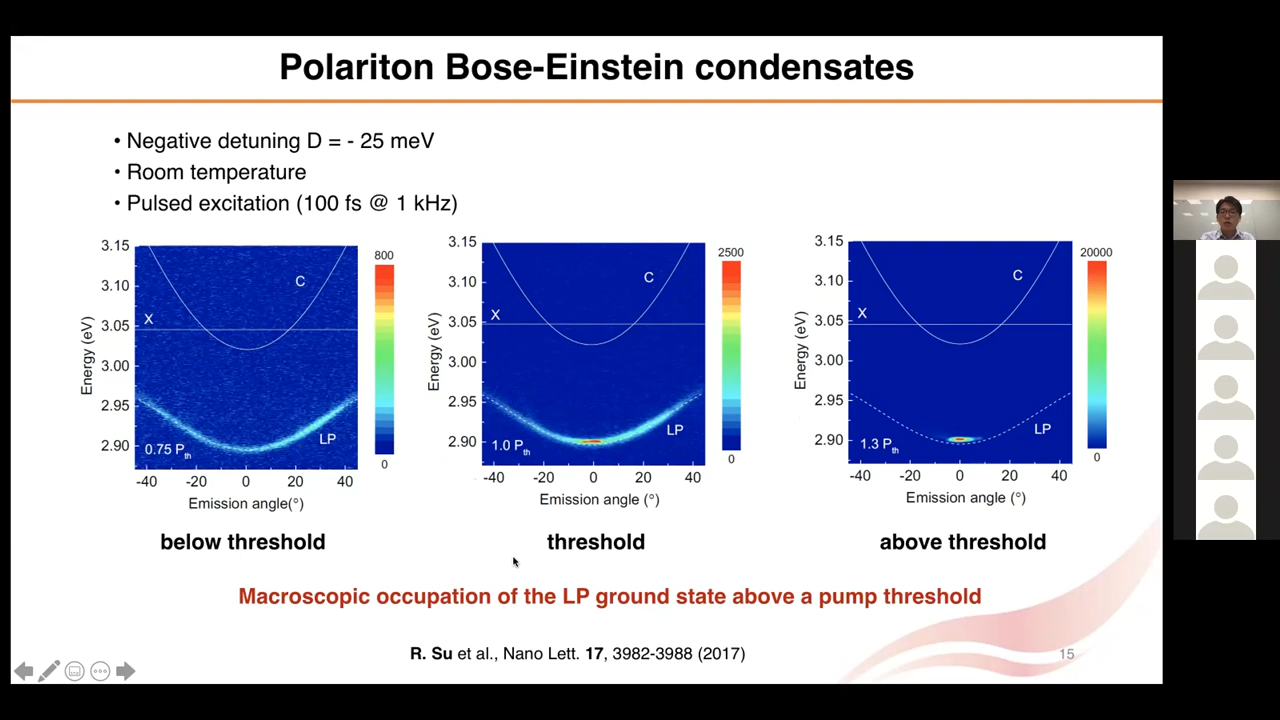 Polariton Bose-Einstein condensates
• Negative detuning D = - 25 meV
• Room temperature
• Pulsed excitation (100 fs @ 1 kHz)
3.15
3.10
3.05
3.00
2.95
2.90
Energy (eV)
X
C
LP
0.75 Pth
-40 -20 0 20 40
Emission angle(°)
800
0
below threshold
3.15
3.10
3.05
3.00
2.95
2.90
Energy (eV)
X
C
LP
1.0 Pth
-40 -20 0 20 40
Emission angle (°)
2500
0
threshold
3.15
3.10
3.05
3.00
2.95
2.90
Energy (eV)
X
C
LP
1.3 Pth
-40 -20 0 20 40
Emission angle (°)
20000
0
above threshold
Macroscopic occupation of the LP ground state above a pump threshold
R. Su et al., Nano Lett. 17, 3982-3988 (2017)
15